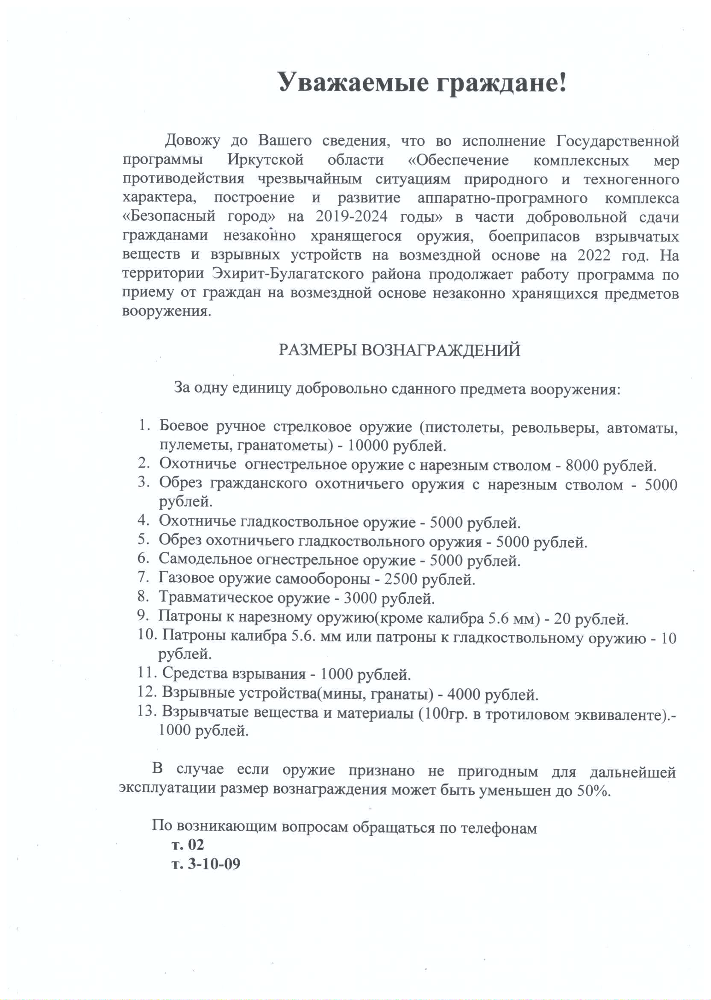 Уважаемые граждане!
Довожу до Вашего сведения, что во исполнение Государственной
программы Иркутской области «Обеспечение комплексных мер
противодействия чрезвычайным ситуациям природного и техногенного
характера, построение и развитие аппаратно-програмного комплекса
«Безопасный город» на 2019-2024 годы» в части добровольной сдачи
гражданами незаконно хранящегося оружия, боеприпасов взрывчатых
веществ и взрывных устройств на возмездной основе на 2022 год. На
территории Эхирит-Булагатского района продолжает работу программа по
приему от граждан на возмездной основе незаконно хранящихся предметов
вооружения.
РАЗМЕРЫ ВОЗНАГРАЖДЕНИЙ
За одну единицу добровольно сданного предмета вооружения:
1. Боевое ручное стрелковое оружие (пистолеты, револьверы, автоматы,
пулеметы, гранатометы) - 10000 рублей.
2. Охотничье огнестрельное оружие с нарезным стволом - 8000 рублей.
3. Обрез гражданского охотничьего оружия с нарезным стволом - 5000
рублей.
4. Охотничье гладкоствольное оружие - 5000 рублей.
5. Обрез охотничьего гладкоствольного оружия - 5000 рублей.
6. Самодельное огнестрельное оружие - 5000 рублей.
7. Газовое оружие самообороны - 2500 рублей.
8. Травматическое оружие - 3000 рублей.
9. Патроны к нарезному оружию(кроме калибра 5.6 мм) - 20 рублей.
10. Патроны калибра 5.6. мм или патроны к гладкоствольному оружию - 10
рублей.
11. Средства взрывания - 1000 рублей.
12. Взрывные устройства(мины, гранаты) - 4000 рублей.
13. Взрывчатые вещества и материалы (100гр. в тротиловом эквиваленте).-
1000 рублей.
В случае если оружие признано не пригодным для дальнейшей
эксплуатации размер вознаграждения может быть уменьшен до 50%.
По возникающим вопросам обращаться по телефонам
т. 02
т. 3-10-09